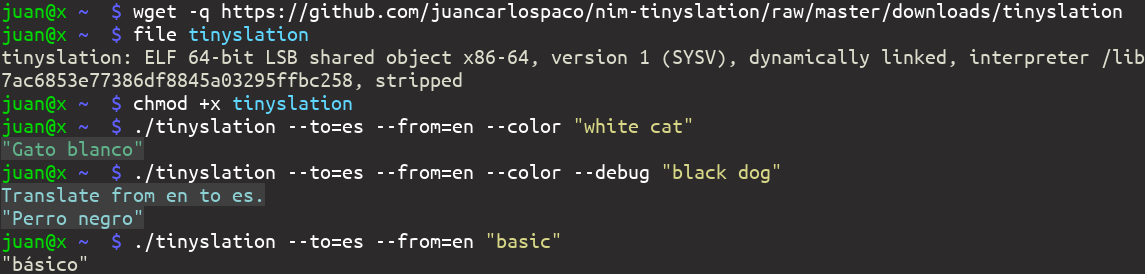 juan@x ~  $ wget -q https://github.com/juancarlospaco/nim-tinyslation/raw/master/downloads/tinyslation
juan@x ~  $ file tinyslation
tinyslation: ELF 64-bit LSB shared object x86-64, version 1 (SYSV), dynamically linked, interpreter /lib
7ac6853e77386df8845a03295ffbc258, stripped
juan@x ~  $ chmod +x tinyslation
juan@x ~  $ ./tinyslation --to=es --from=en --color "white cat"
"Gato blanco"
juan@x ~  $ ./tinyslation --to=es --from=en --color --debug "black dog"
Translate from en to es.
"Perro negro"
juan@x ~  $ ./tinyslation --to=es --from=en "basic"
"básico"